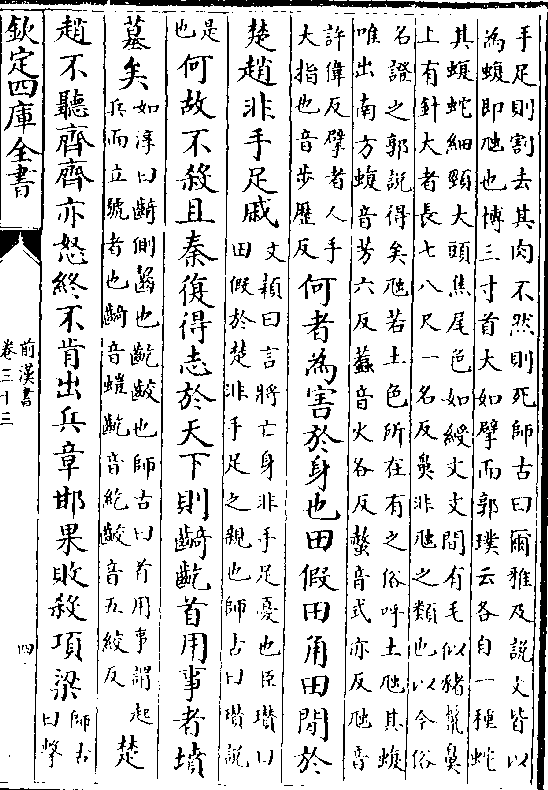 手足則割去其肉不然則死師古曰爾雅及說文皆以
為蝮即虺也博三寸首大如擘而郭璞云各自一種蛇
其蝮蛇細頸大頭焦尾色如綬文文間有毛似豬鬛鼻
上有針大者長七八尺一名反鼻非虺之類也以今俗
名證之郭說得矣虺若土色所在有之俗呼土虺其蝮
唯出南方蝮音芳六反蠚音火各反螫音式亦反虺音
許偉反擘者人手
大指也音步歷反
何者為害於身也田假田角田閒於
楚趙非手足戚
文穎曰言將亡身非手足憂也臣瓚曰
田假於楚非手足之親也師古曰瓚說
是
也
何故不殺且秦復得志於天下則齮齕首用事者墳
墓矣
如淳曰齮側齧也齕齩也師古曰首用事謂起
兵而立號者也齮音螘齕音紇齩音五絞反
楚
趙不聽齊齊亦怒終不肯出兵章邯果敗殺項梁
師古
曰擊
欽定四庫全書
前漢書
卷三十三
四